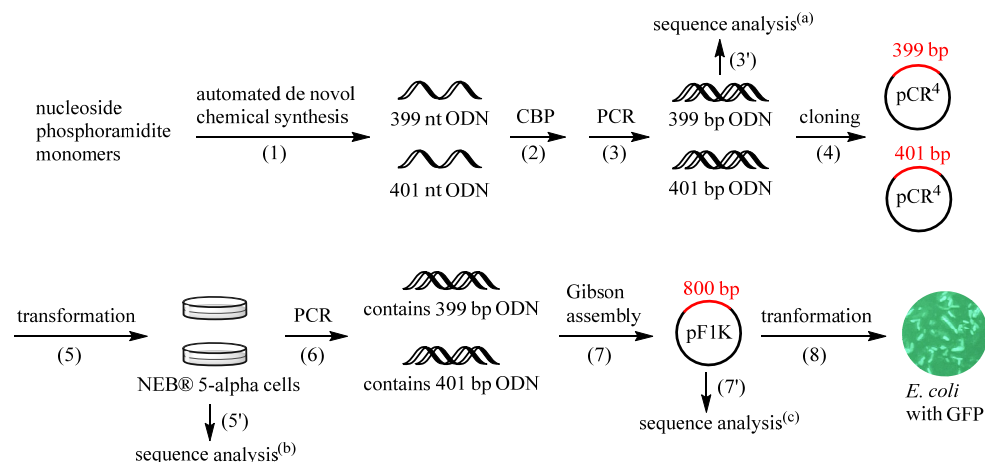 sequence analysis(a)
(3')
399 bp
nucleoside
phosphoramidite
monomers
automated de novol
chemical synthesis
(1)
399 nt ODN
401 nt ODN
CBP
(2)
PCR
(3)
399 bp ODN
401 bp ODN
cloning
(4)
pCR4
401 bp
pCR4
transformation
(5)
NEB® 5-alpha cells
(5')
sequence analysis(b)
PCR
(6)
contains 399 bp ODN
contains 401 bp ODN
Gibson
assembly
(7)
800 bp
pF1K
(7')
sequence analysis(c)
tranformation
(8)
E. coli
with GFP